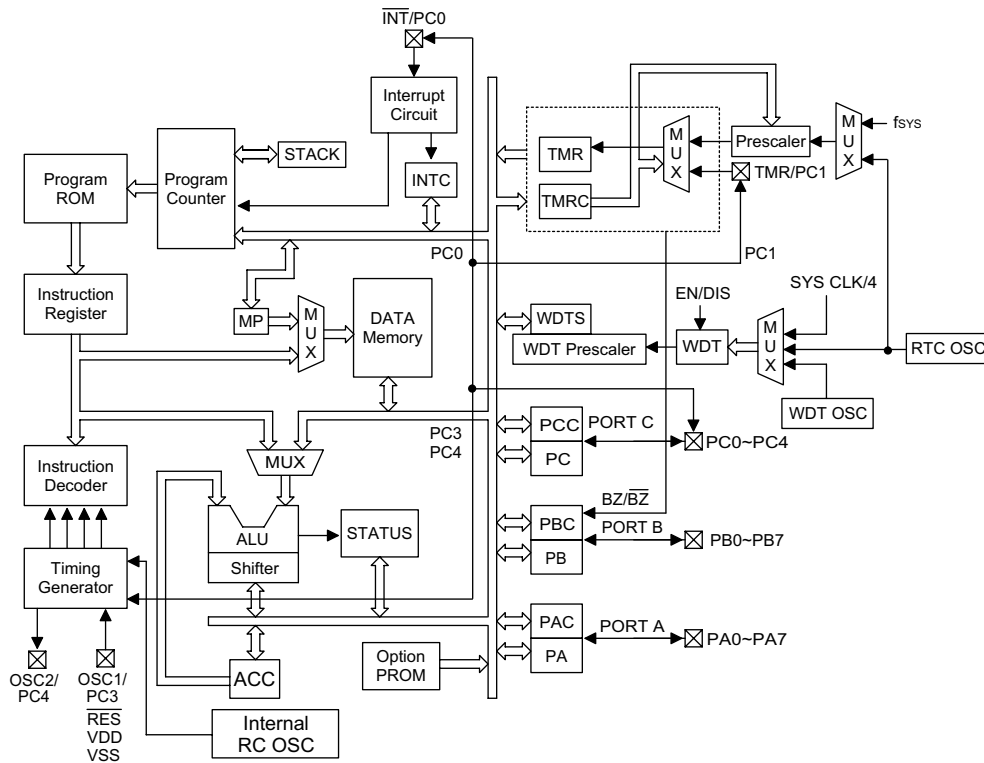 INT/PC0
Interrupt
Circuit
STACK
INTC
Program
ROM
Program
Counter
TMR
TMRC
MUX
Prescaler
MUX
fSYS
TMR/PC1
PC0
PC1
Instruction
Register
MP
MUX
DATA
Memory
WDTS
WDT Prescaler
EN/DIS
WDT
MUX
SYS CLK/4
RTC OSC
WDT OSC
PC3
PC4
PCC
PC
PORT C
PC0~PC4
Instruction
Decoder
MUX
ALU
Shifter
STATUS
BZ/BZ
PBC
PB
PORT B
PB0~PB7
Timing
Generator
PAC
PA
PORT A
PA0~PA7
OSC2/
PC4
OSC1/
PC3
RES
VDD
VSS
ACC
Option
PROM
Internal
RC OSC